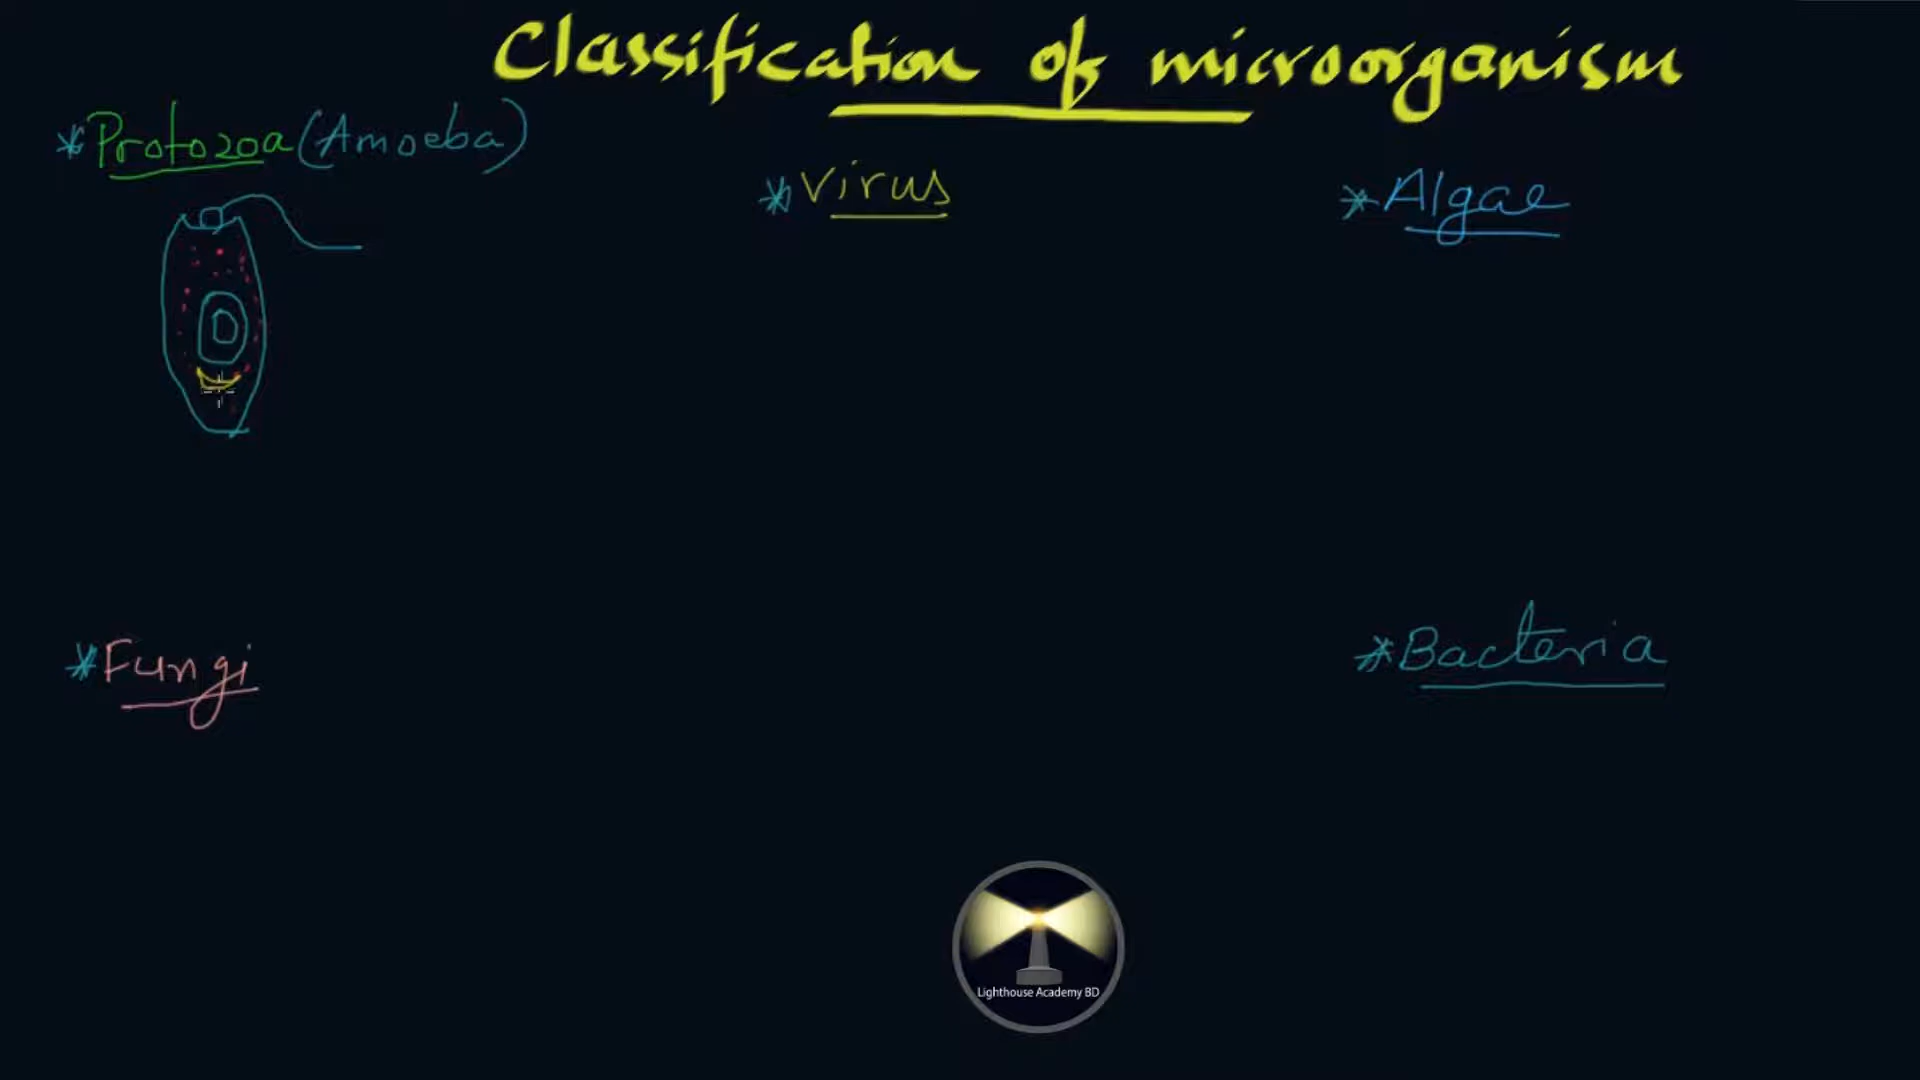 Classification of microorganism
*Protozoa (Amoeba)
*Virus
*Algae
*Fungi
*Bacteria
Lighthouse Academy BD